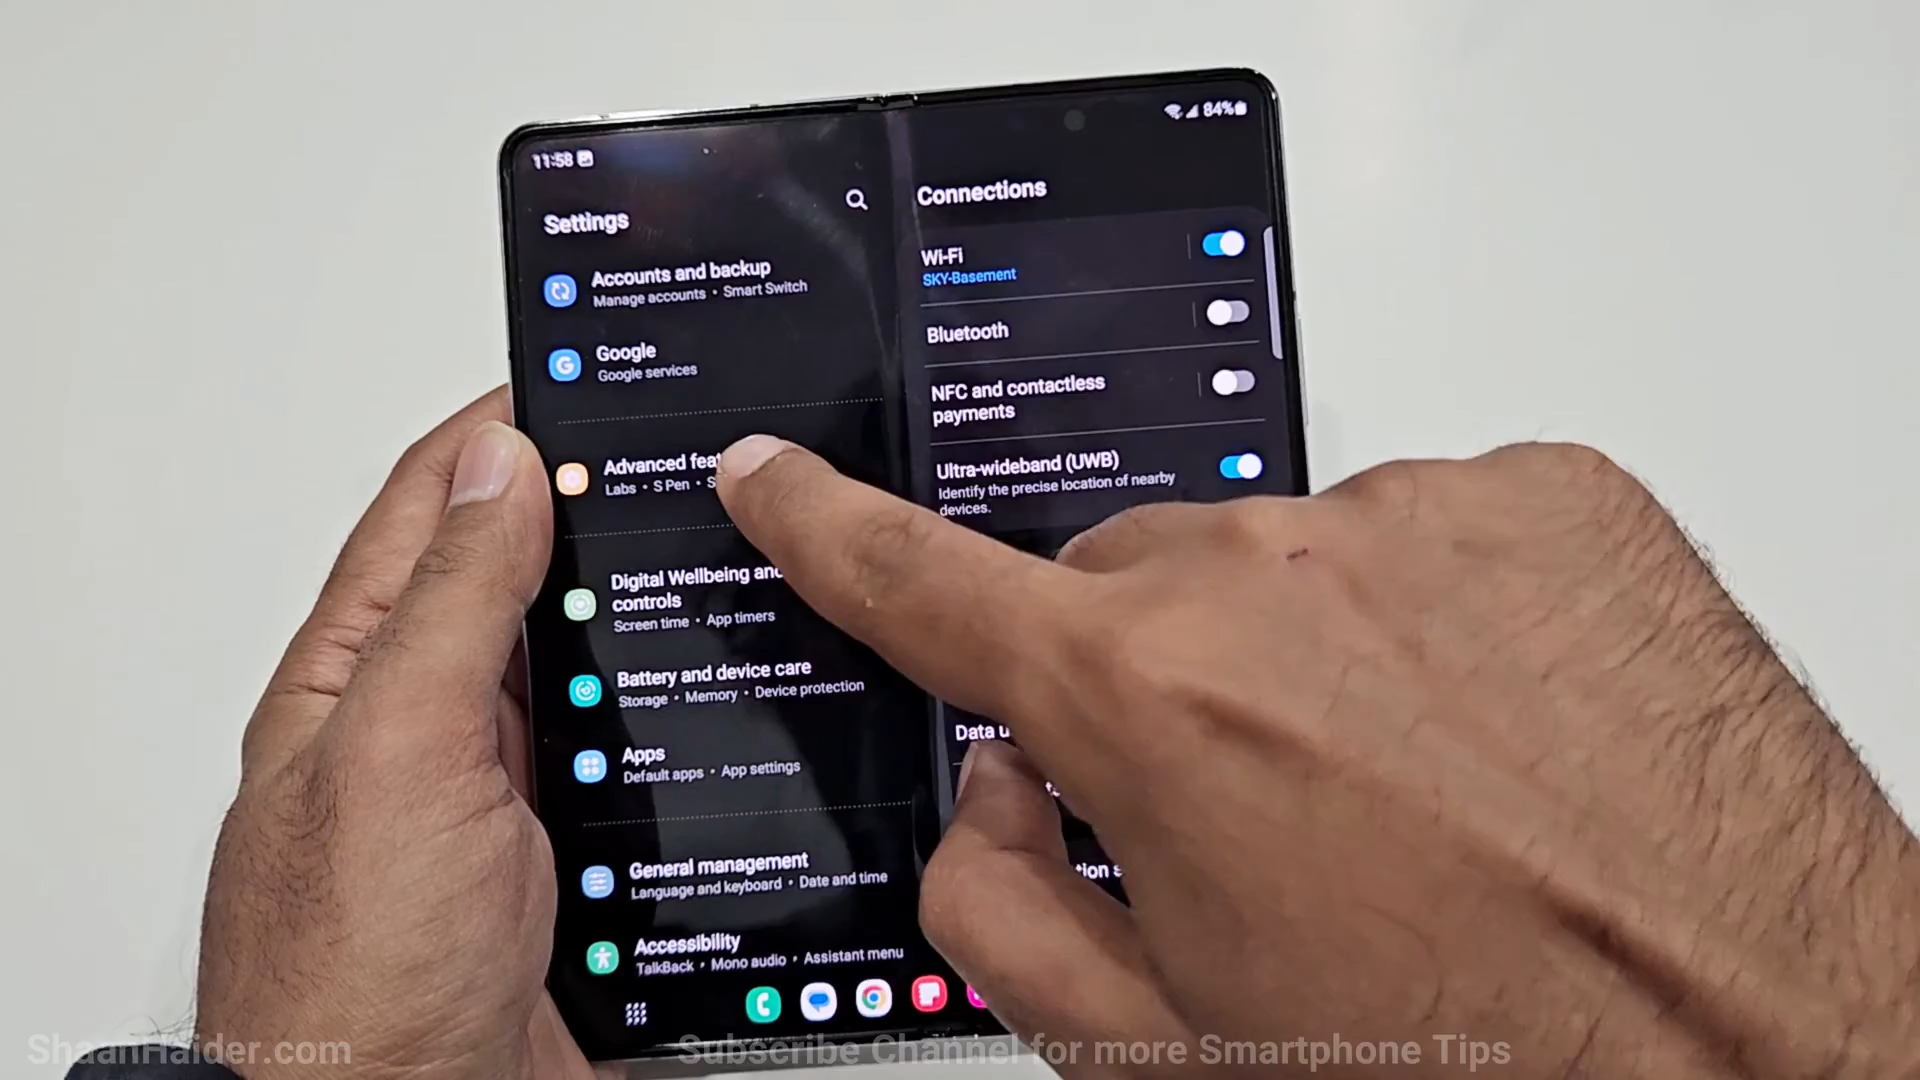 11:58
84%
Settings
Accounts and backup
Manage accounts • Smart Switch
Google
Google services
Advanced feat
Labs • S Pen • S
Digital Wellbeing and
controls
Screen time • App timers
Battery and device care
Storage • Memory • Device protection
Apps
Default apps • App settings
General management
Language and keyboard • Date and time
Accessibility
TalkBack • Mono audio • Assistant menu
Connections
Wi-Fi
SKY-Basement
Bluetooth
NFC and contactless
payments
Ultra-wideband (UWB)
Identify the precise location of nearby
devices.
Data u
tion s
ShaanHaider.com
Subscribe Channel for more Smartphone Tips